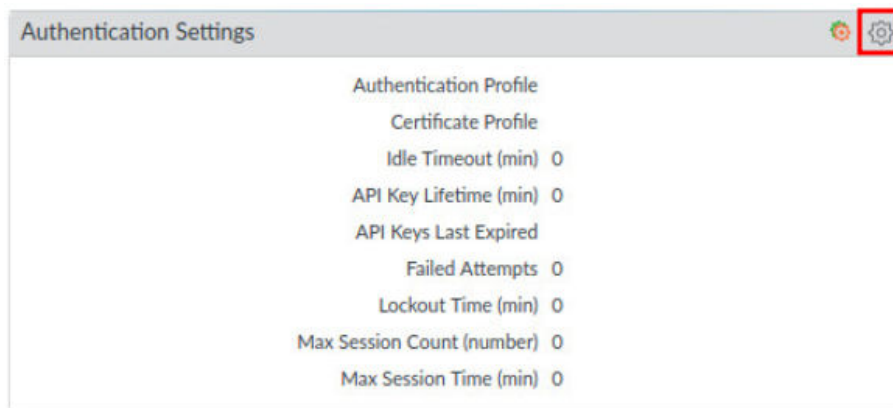 Authentication Settings
Authentication Profile
Certificate Profile
Idle Timeout (min) 0
API Key Lifetime (min) 0
API Keys Last Expired
Failed Attempts 0
Lockout Time (min) 0
Max Session Count (number) 0
Max Session Time (min) 0